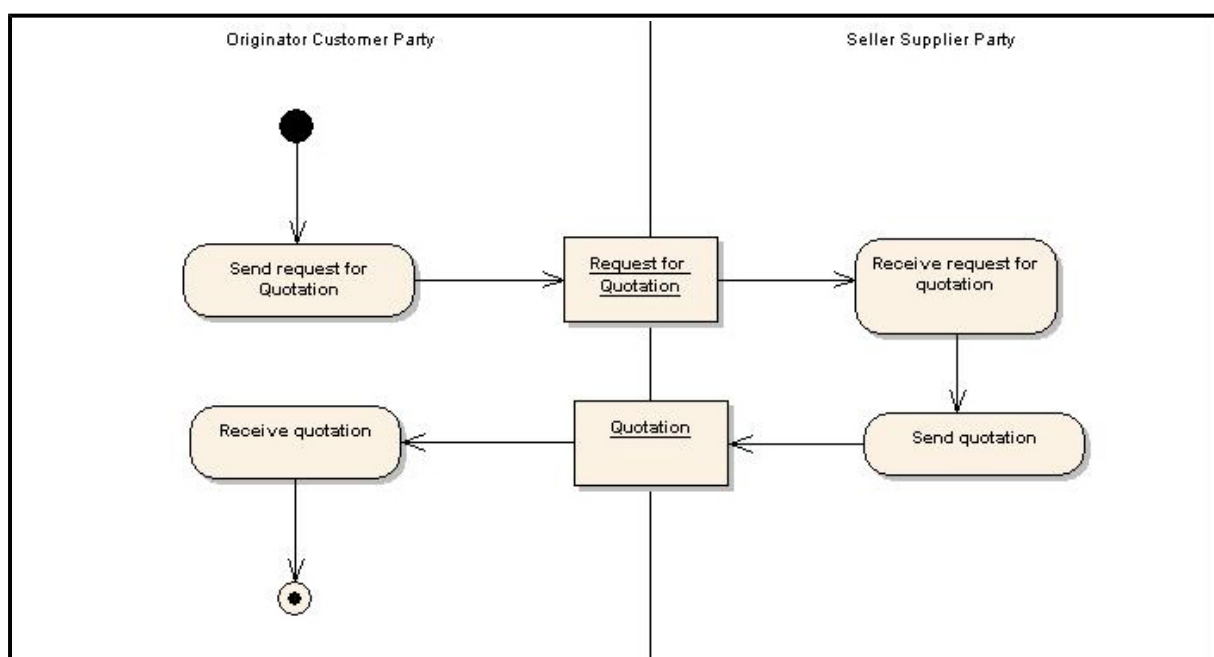 Originator Customer Party
Seller Supplier Party
Send request for
Quotation
Request for
Quotation
Receive request for
quotation
Receive quotation
Quotation
Send quotation